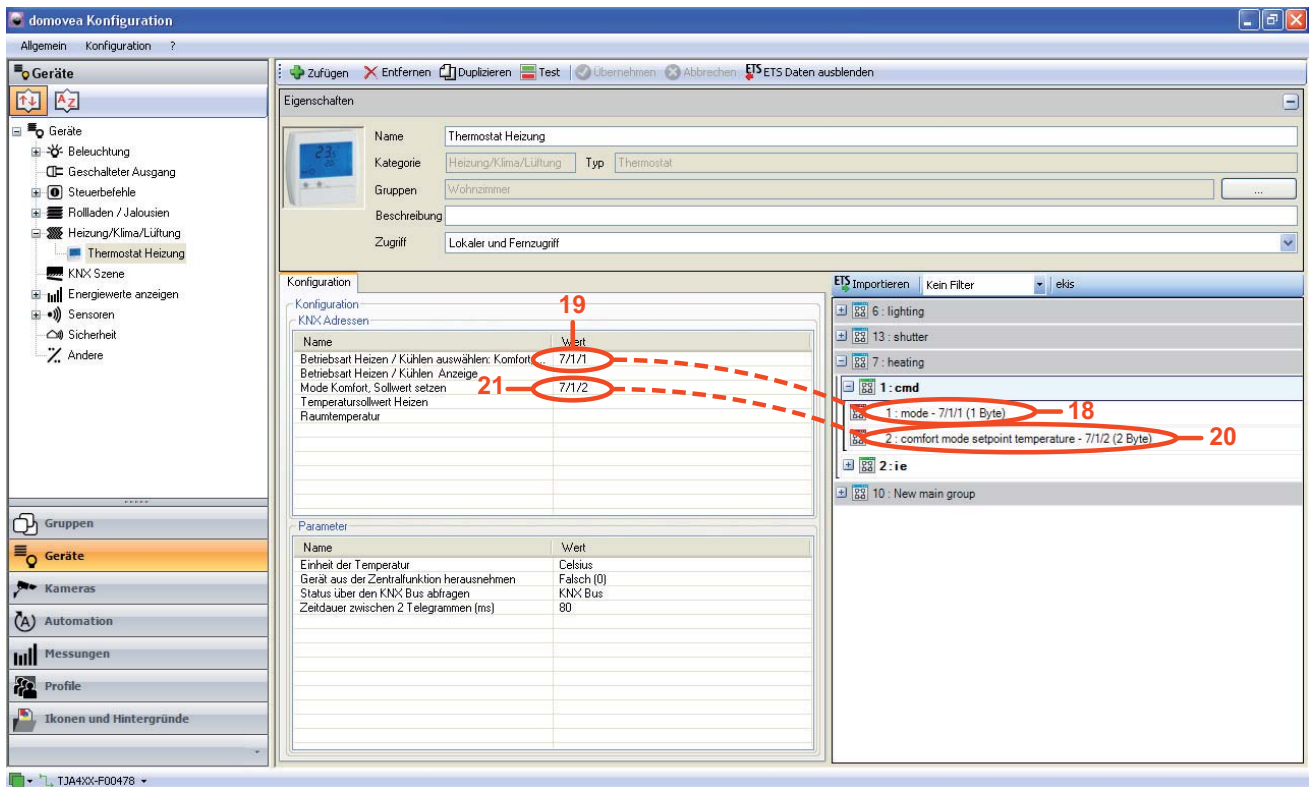 domovea Konfiguration
Allgemein Konfiguration ?
Geräte
Zufügen Entfernen Duplizieren Test Übernehmen Abbrechen ETS ETS Daten ausblenden
A Z
Eigenschaften
Geräte
Beleuchtung
Geschalteter Ausgang
Steuerbefehle
Rollladen / Jalousien
Heizung/Klima/Lüftung
Thermostat Heizung
KNX Szene
Energiewerte anzeigen
Sensoren
Sicherheit
Andere
Name Thermostat Heizung
Kategorie Heizung/Klima/Lüftung Typ Thermostat
Gruppen Wohnzimmer ...
Beschreibung
Zugriff Lokaler und Fernzugriff
Konfiguration
Konfiguration
KNX Adressen
Name Wert
Betriebsart Heizen / Kühlen auswählen: Komfort, ... 7/1/1
Betriebsart Heizen / Kühlen Anzeige
Mode Komfort, Sollwert setzen 7/1/2
Temperatursollwert Heizen
Raumtemperatur
19
21
Parameter
Name Wert
Einheit der Temperatur Celsius
Gerät aus der Zentralfunktion herausnehmen Falsch (0)
Status über den KNX Bus abfragen KNX Bus
Zeitdauer zwischen 2 Telegrammen (ms) 80
ETS Importieren Kein Filter ekis
6 : lighting
13 : shutter
7 : heating
1 : cmd
1 : mode - 7/1/1 (1 Byte) 18
2 : comfort mode setpoint temperature - 7/1/2 (2 Byte) 20
2 : ie
10 : New main group
Gruppen
Geräte
Kameras
Automation
Messungen
Profile
Ikonen und Hintergründe
TJA4XX-F00478